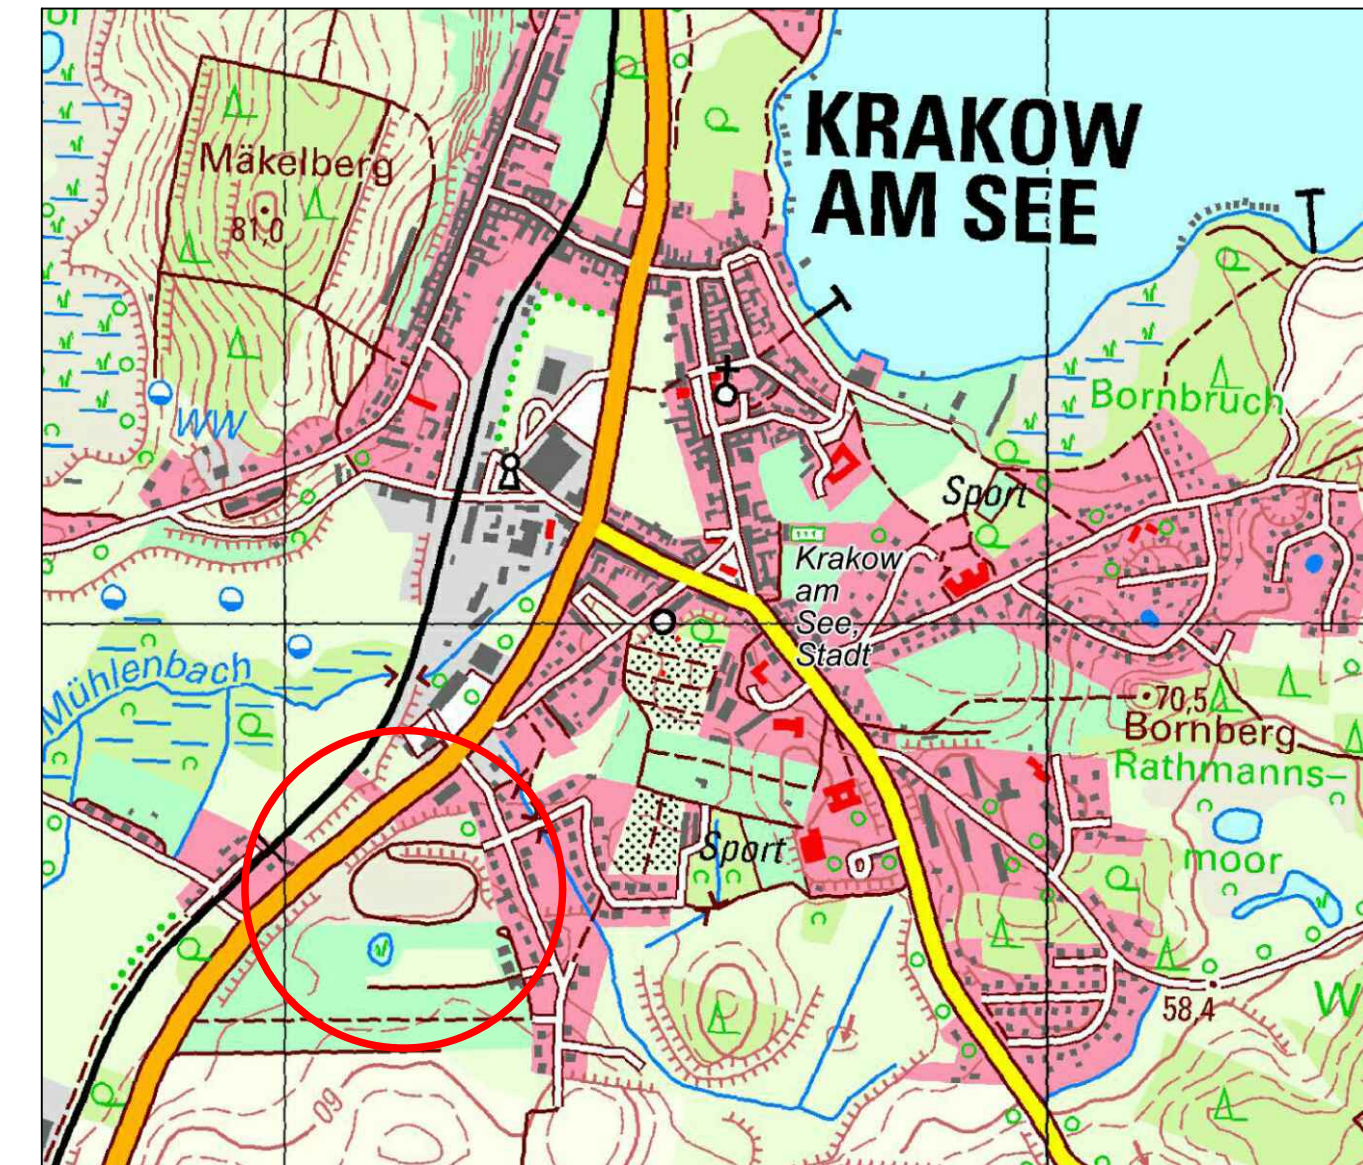 KRAKOW
AM SEE
Mäkelberg
81,0
WW
Bornbruch
Sport
Krakow
am
See,
Stadt
Mühlenbach
70,5
Bornberg
Rathmanns-
moor
Sport
58,4
W
60